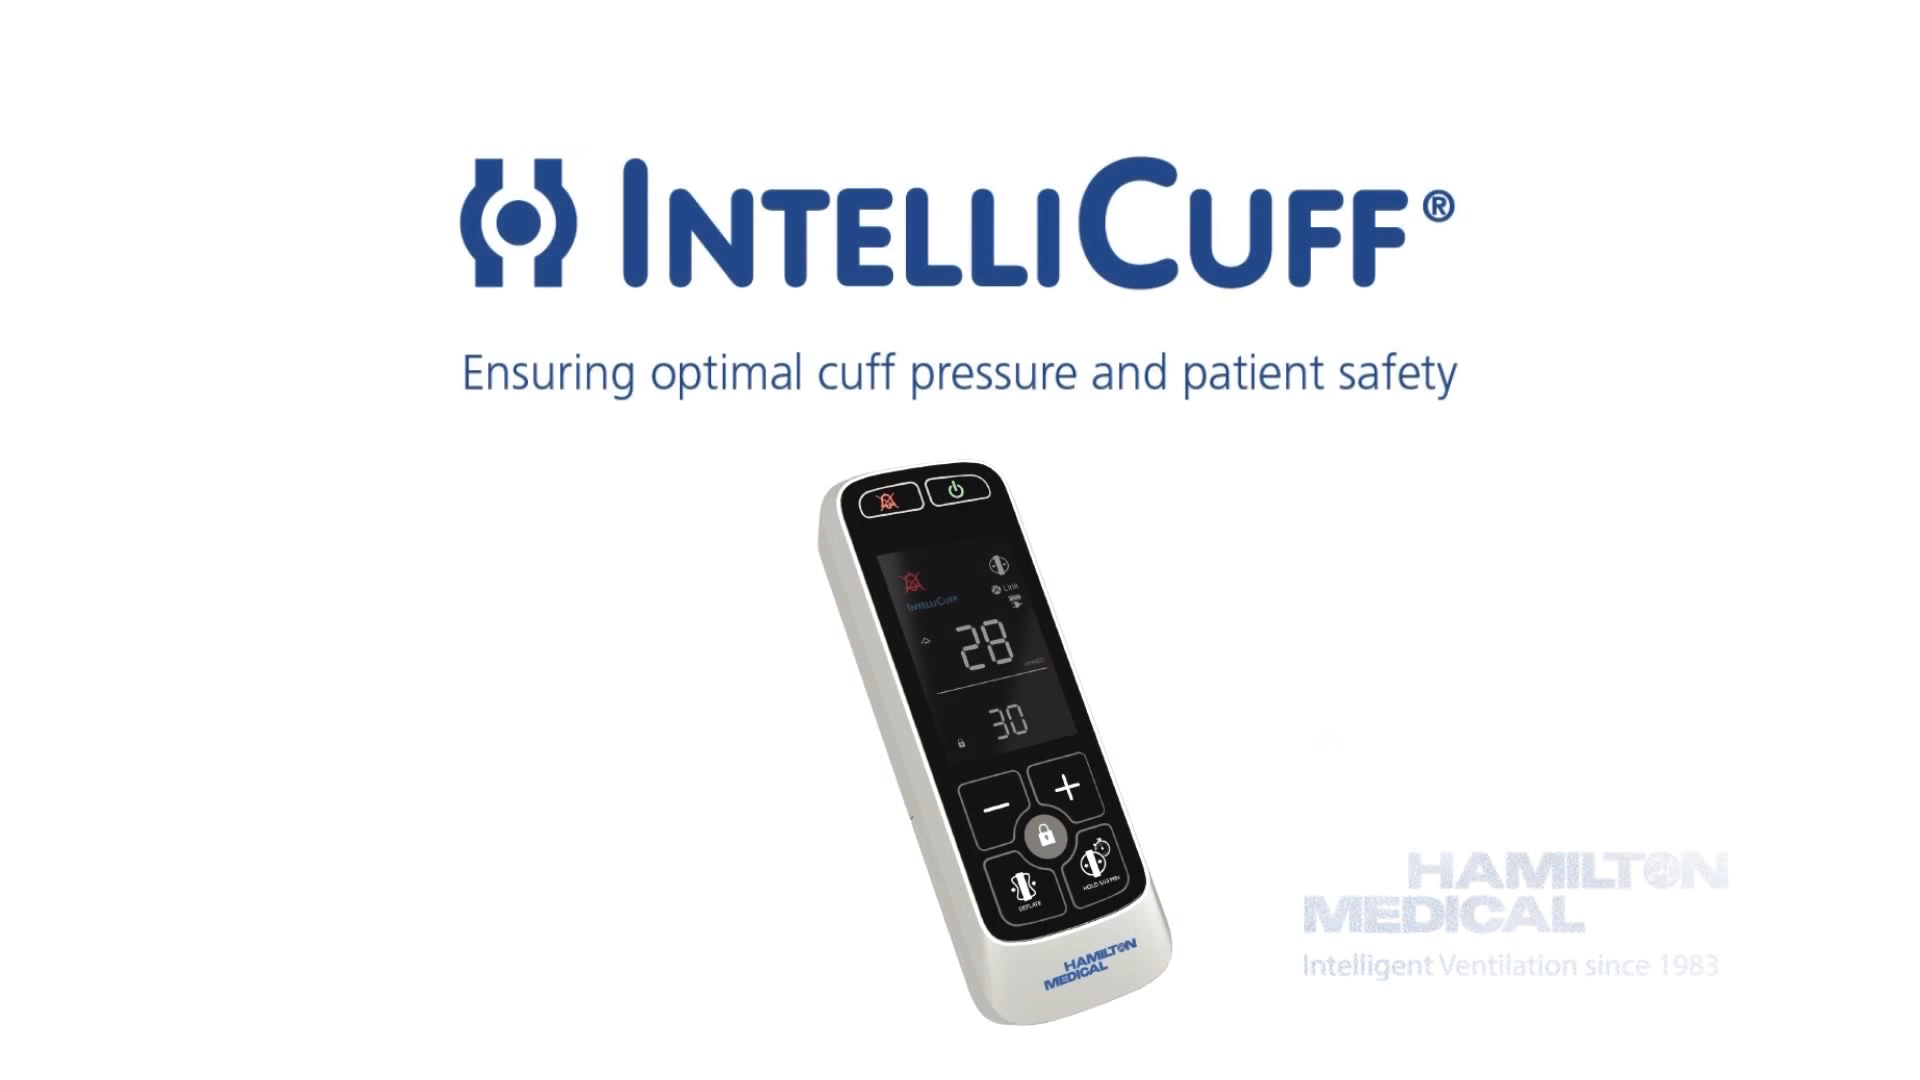 INTELLICUFF®
Ensuring optimal cuff pressure and patient safety
INTELLICUFF
Link
28
30
DEFLATE
HAMILTON
MEDICAL
HAMILTON
MEDICAL
Intelligent Ventilation since 1983